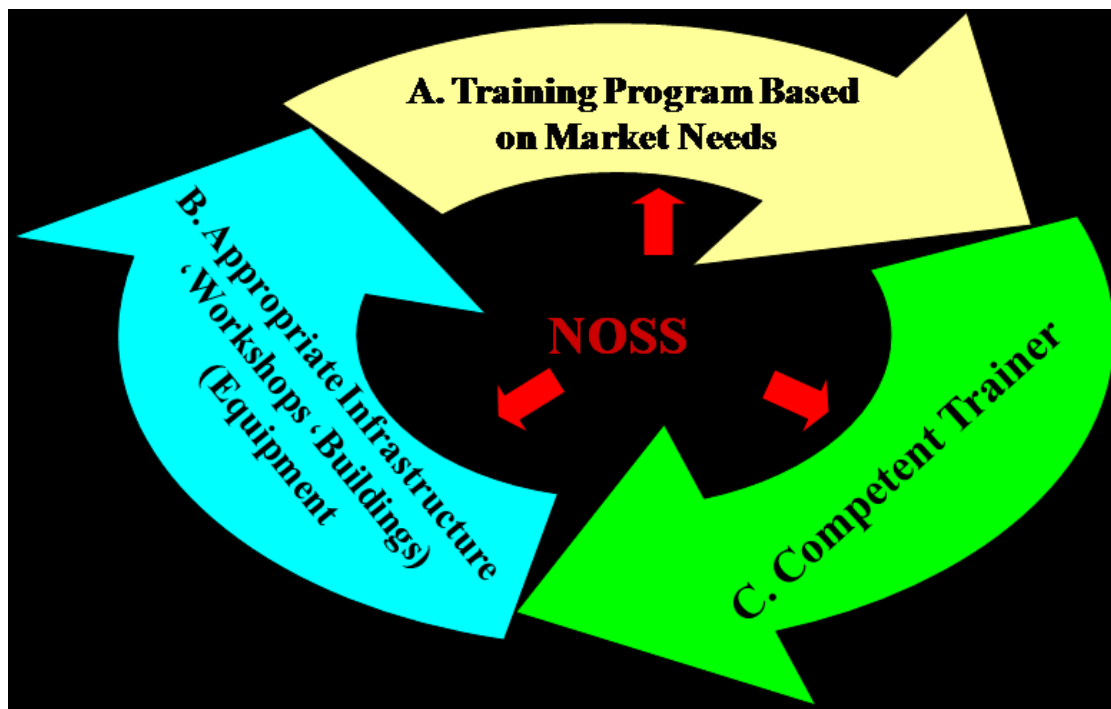 A. Training Program Based
on Market Needs
NOSS
B. Appropriate Infrastructure
‘Workshops ‘Buildings)
(Equipment
C. Competent Trainer